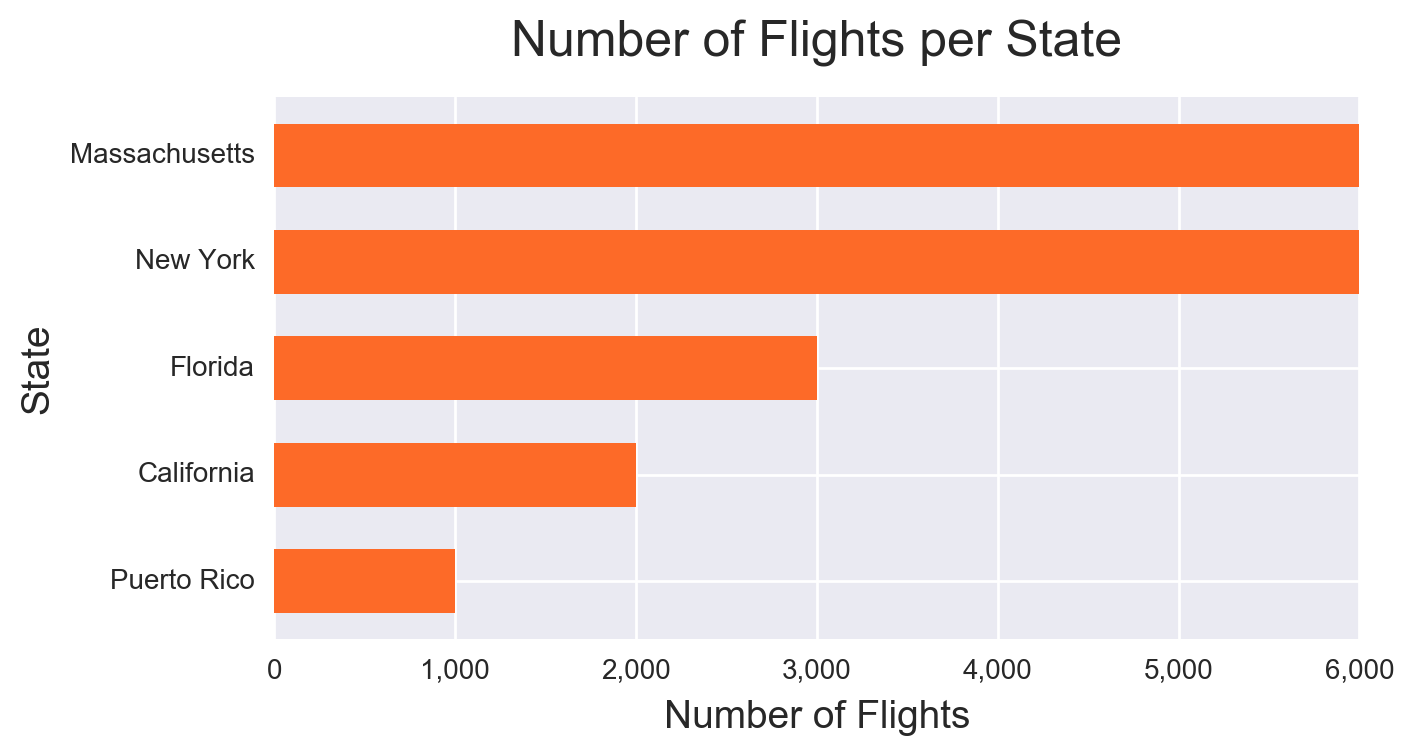 Number of Flights per State
Massachusetts
New York
Florida
California
Puerto Rico
State
0 1,000 2,000 3,000 4,000 5,000 6,000
Number of Flights